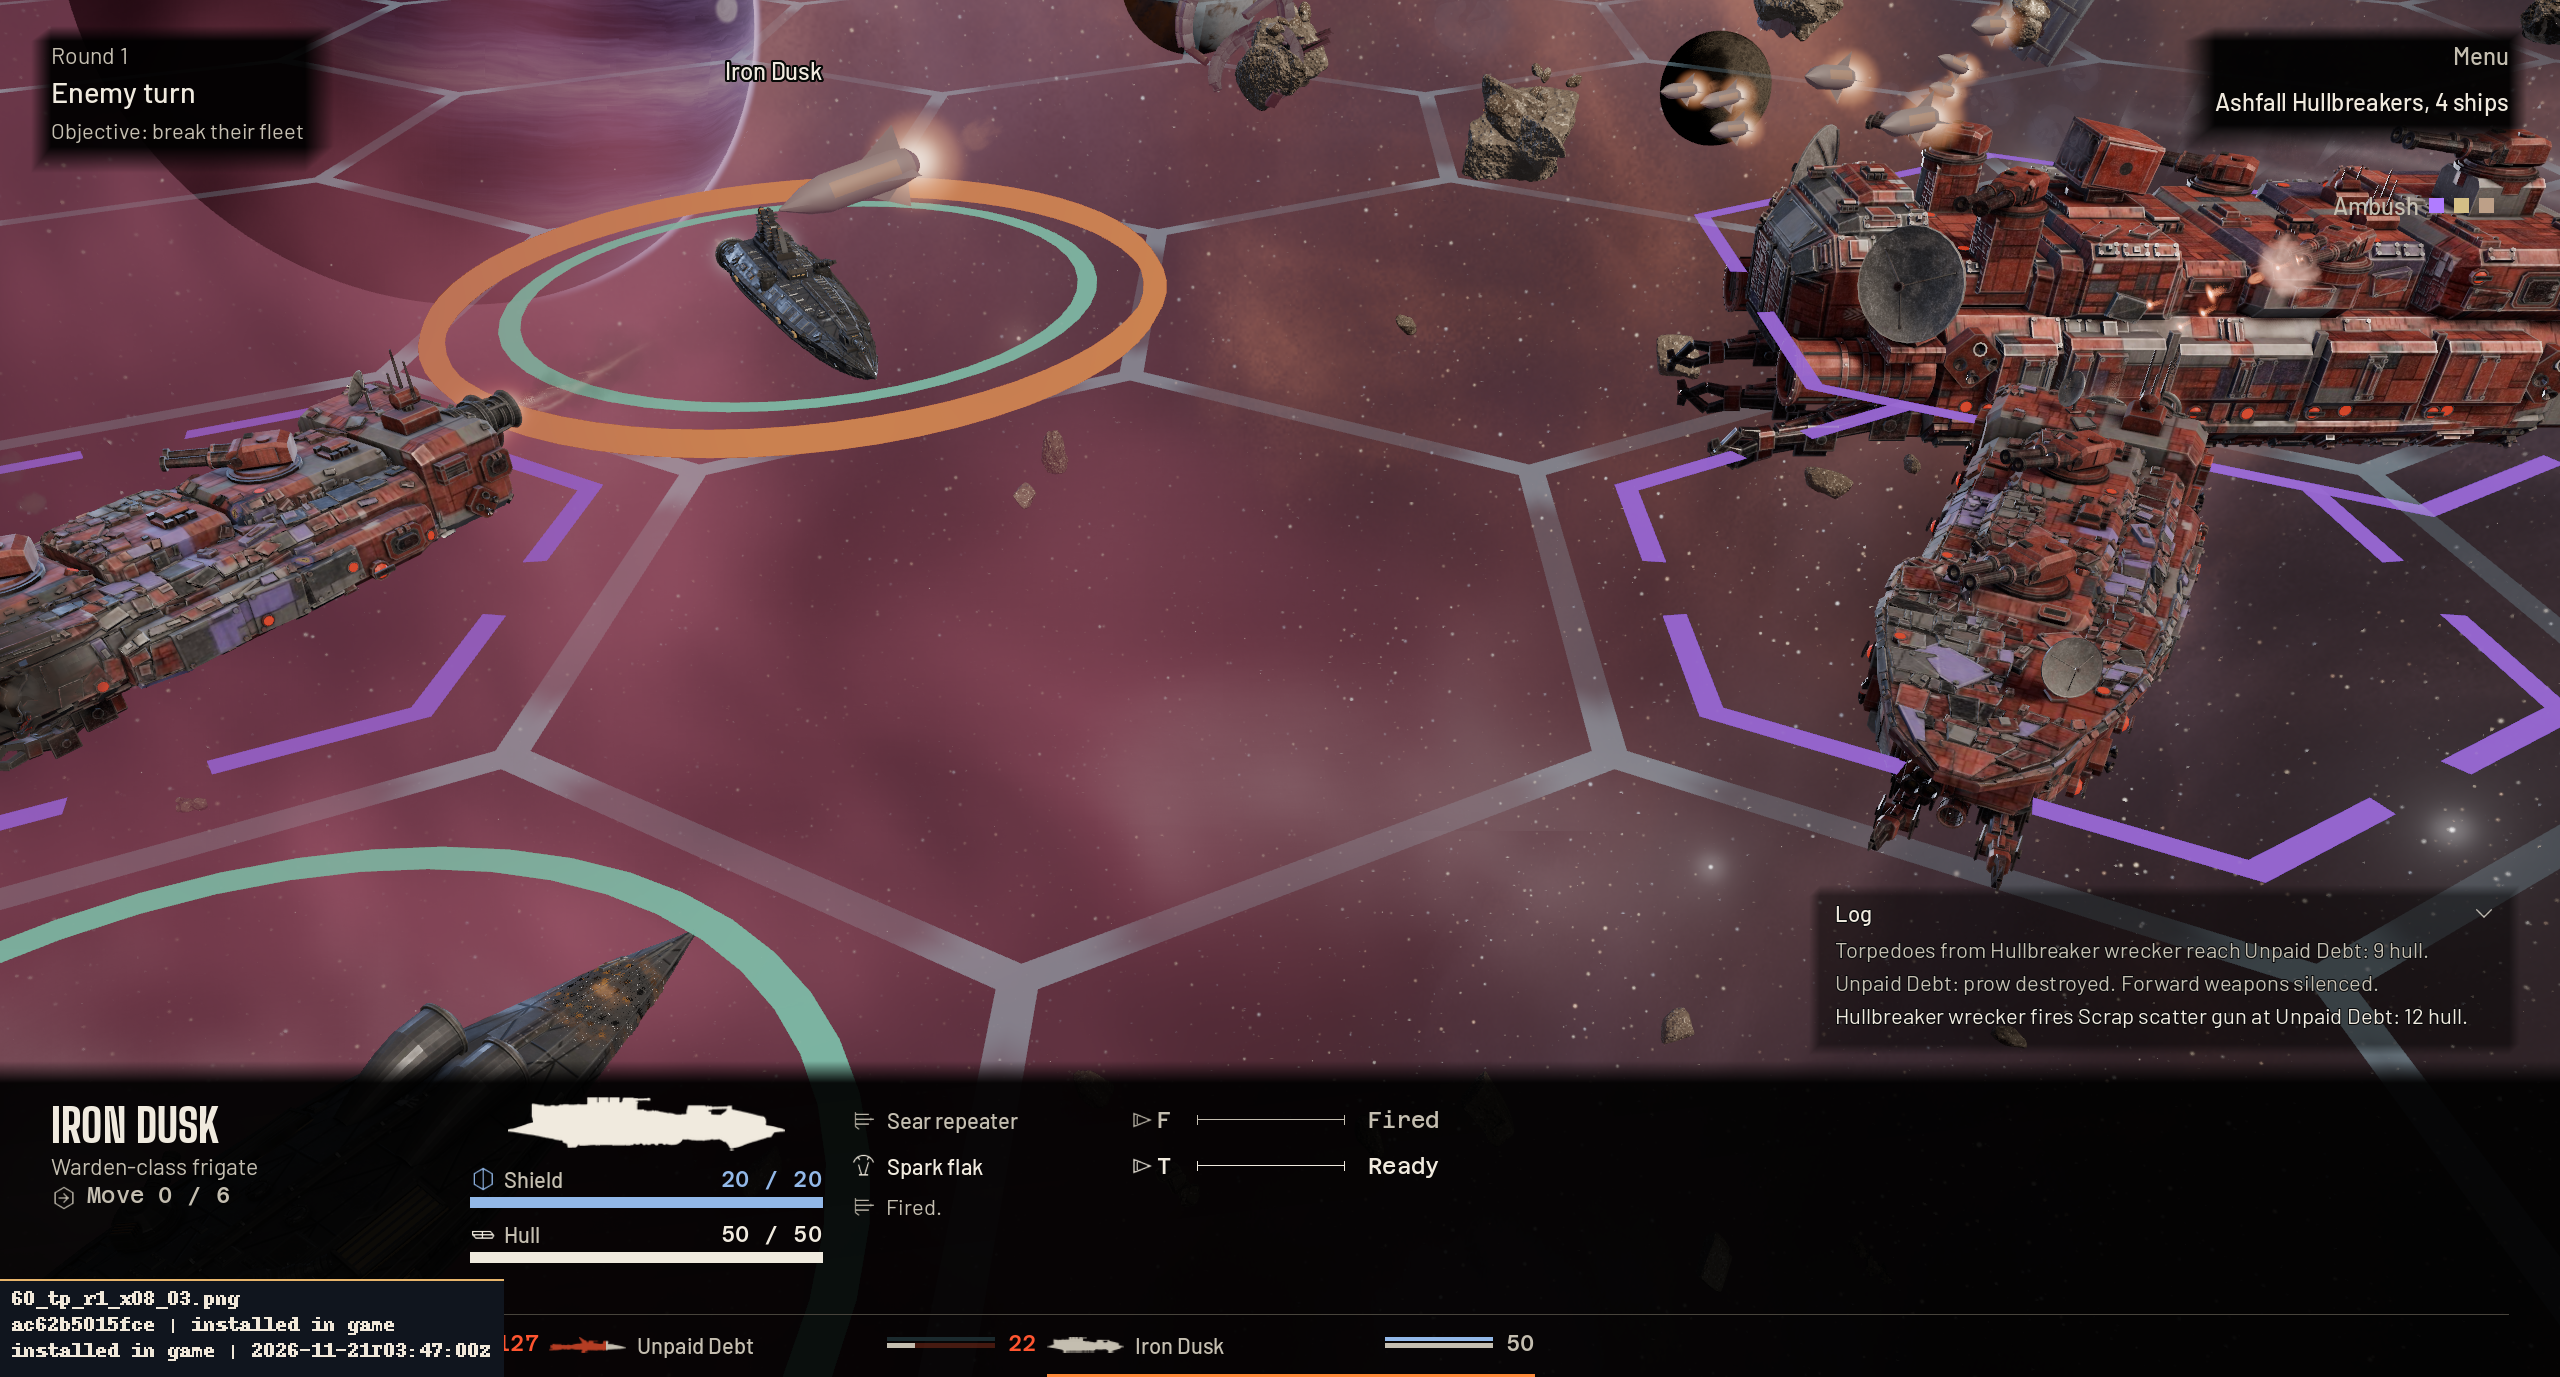 Round 1
Enemy turn
Objective: break their fleet
Iron Dusk
Menu
Ashfall Hullbreakers, 4 ships
Ambush
Log
Torpedoes from Hullbreaker wrecker reach Unpaid Debt: 9 hull.
Unpaid Debt: prow destroyed. Forward weapons silenced.
Hullbreaker wrecker fires Scrap scatter gun at Unpaid Debt: 12 hull.
IRON DUSK
Warden-class frigate
Move 0 / 6
Shield 20 / 20
Hull 50 / 50
Sear repeater F Fired
Spark flak T Ready
Fired.
60_tp_r1_x08_03.png
ac62b5015fce | installed in game
installed in game | 2026-11-21T03:47:00Z
127 Unpaid Debt 22 Iron Dusk 50